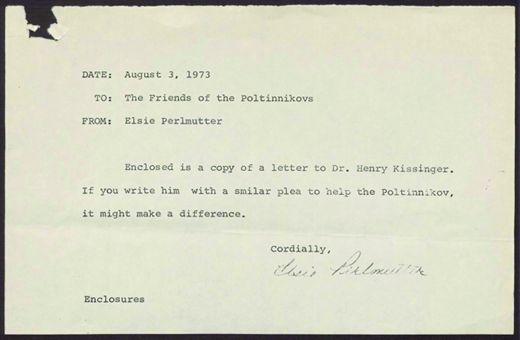 DATE: August 3, 1973
TO: The Friends of the Poltinnikovs
FROM: Elsie Perlmutter
Enclosed is a copy of a letter to Dr. Henry Kissinger.
If you write him with a smilar plea to help the Poltinnikov,
it might make a difference.
Cordially,
Elsie Perlmutter
Enclosures